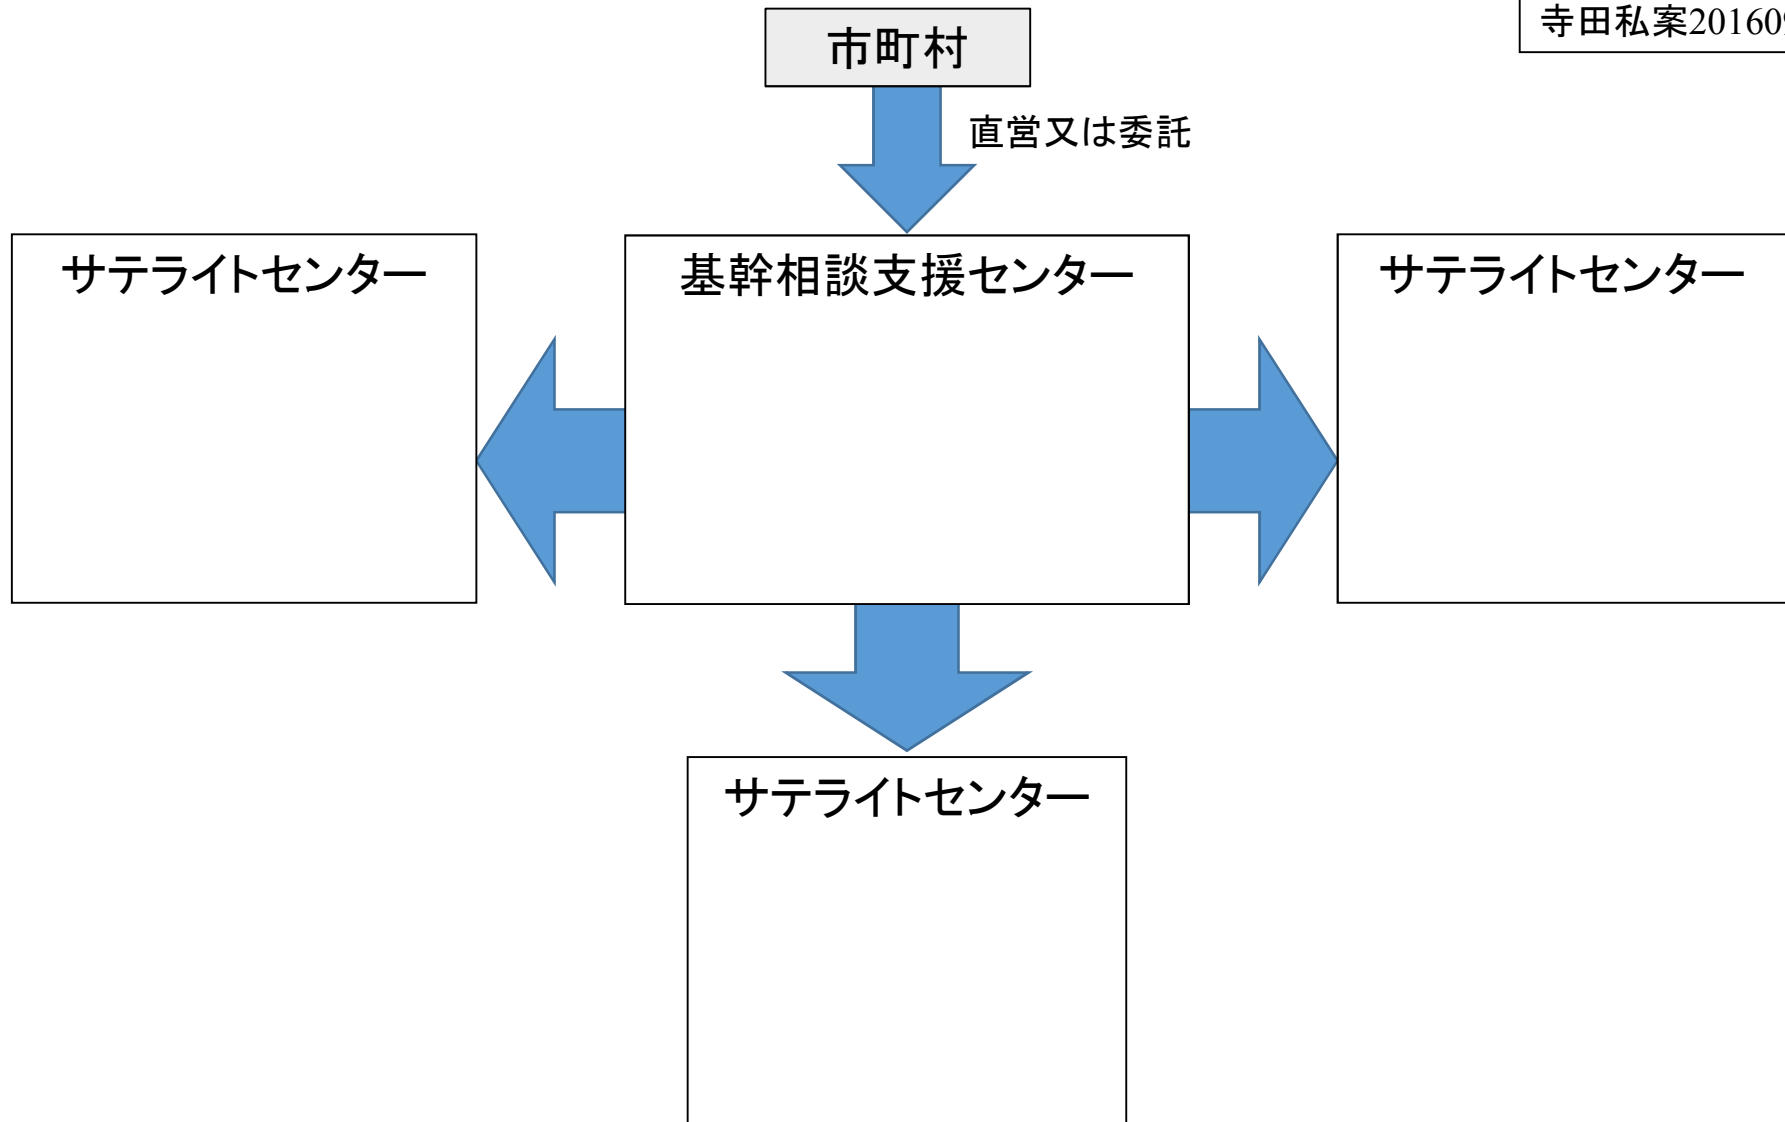 寺田私案201609
市町村
直営又は委託
サテライトセンター
基幹相談支援センター
サテライトセンター
サテライトセンター